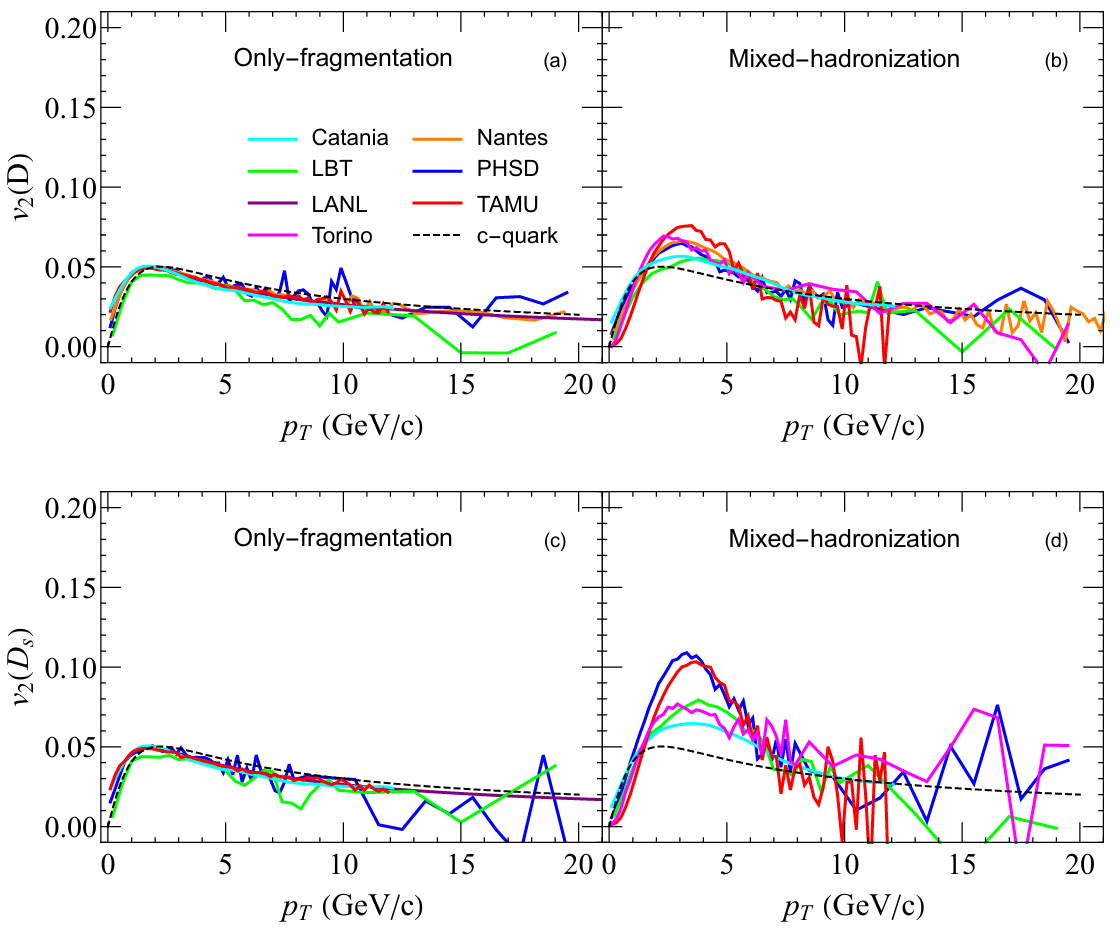 0.20
0.15
0.10
0.05
0.00
v2(D)
Only−fragmentation (a)
Catania Nantes
LBT PHSD
LANL TAMU
Torino c−quark
0 5 10 15 20
pT (GeV/c)
Mixed−hadronization (b)
0 5 10 15 20
pT (GeV/c)
0.20
0.15
0.10
0.05
0.00
v2(Ds)
Only−fragmentation (c)
0 5 10 15 20
pT (GeV/c)
Mixed−hadronization (d)
0 5 10 15 20
pT (GeV/c)